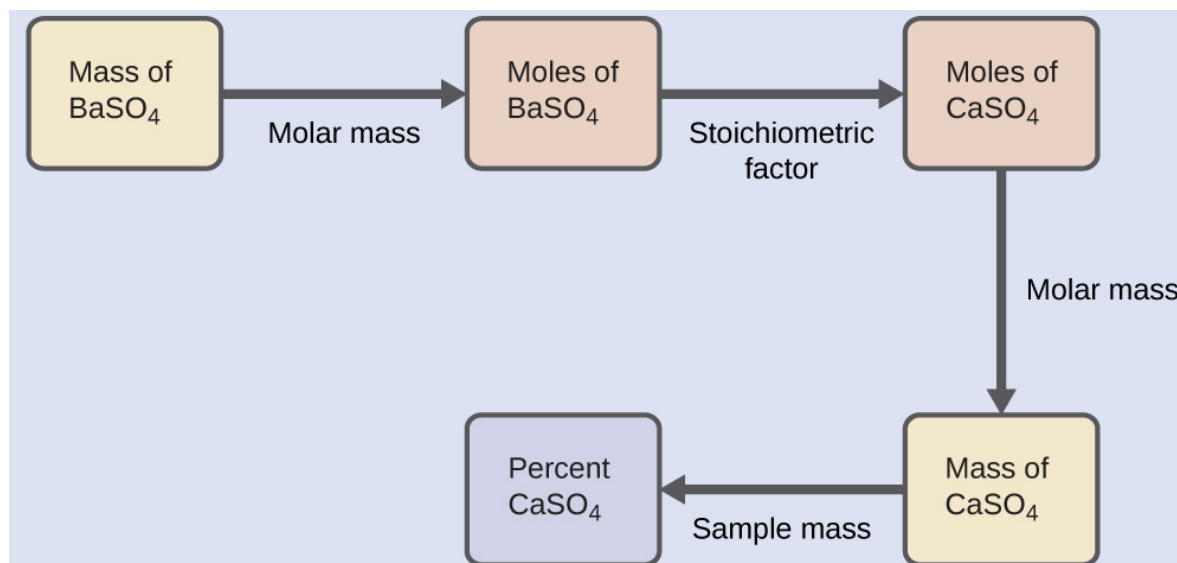 Mass of
BaSO₄
Molar mass
Moles of
BaSO₄
Stoichiometric
factor
Moles of
CaSO₄
Molar mass
Mass of
CaSO₄
Sample mass
Percent
CaSO₄